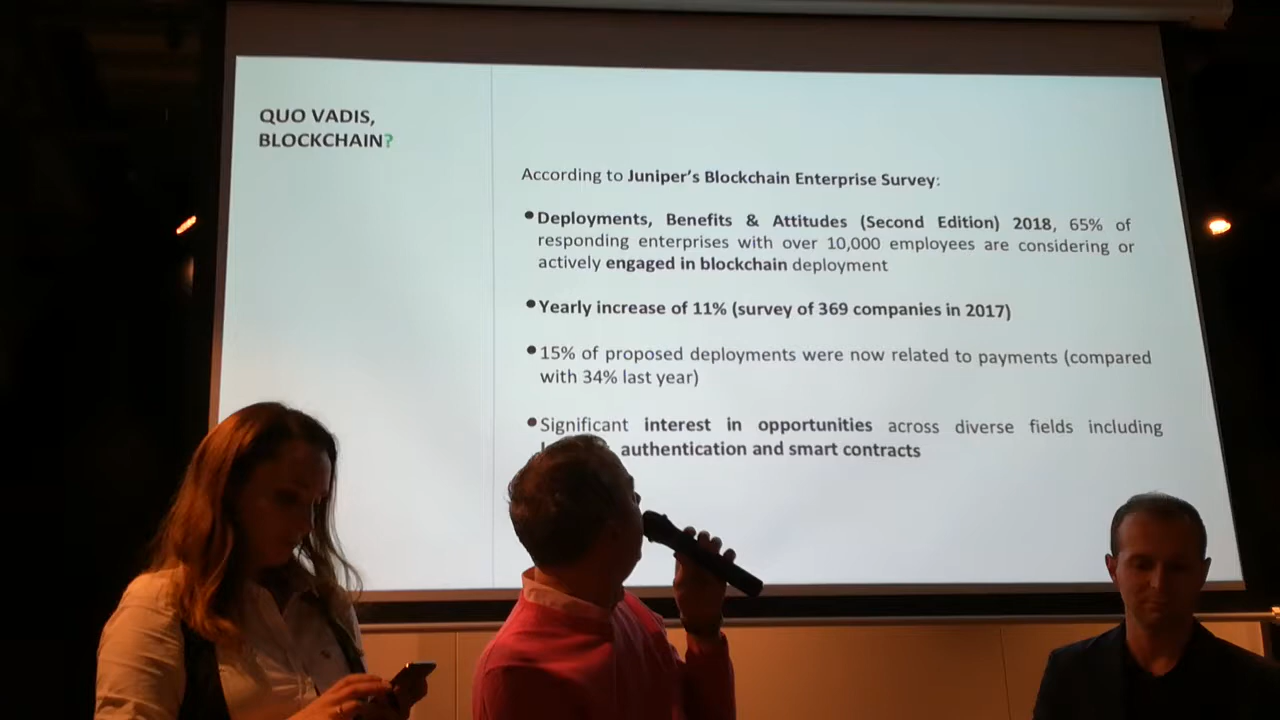 QUO VADIS,
BLOCKCHAIN?
According to Juniper's Blockchain Enterprise Survey:
•Deployments, Benefits & Attitudes (Second Edition) 2018, 65% of
responding enterprises with over 10,000 employees are considering or
actively engaged in blockchain deployment
•Yearly increase of 11% (survey of 369 companies in 2017)
•15% of proposed deployments were now related to payments (compared
with 34% last year)
•Significant interest in opportunities across diverse fields including
authentication and smart contracts